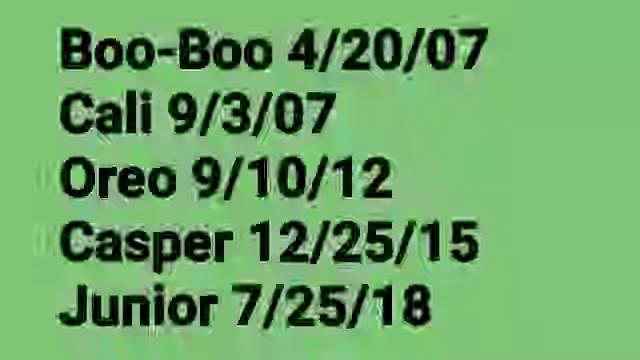 Boo-Boo 4/20/07
Cali 9/3/07
Oreo 9/10/12
Casper 12/25/15
Junior 7/25/18